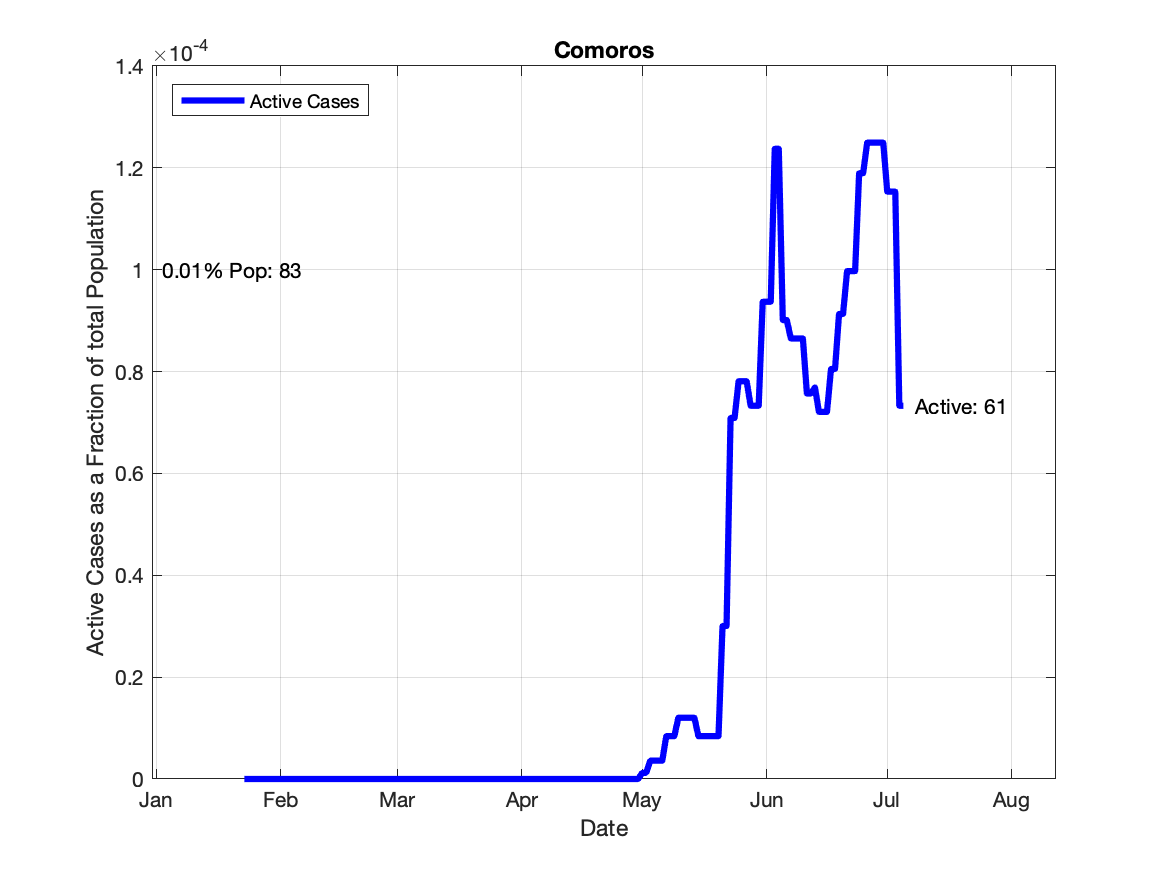 Comoros
×10⁻⁴
Active Cases
1.4
1.2
1
0.8
0.6
0.4
0.2
0
0.01% Pop: 83
Active: 61
Active Cases as a Fraction of total Population
Jan Feb Mar Apr May Jun Jul Aug
Date